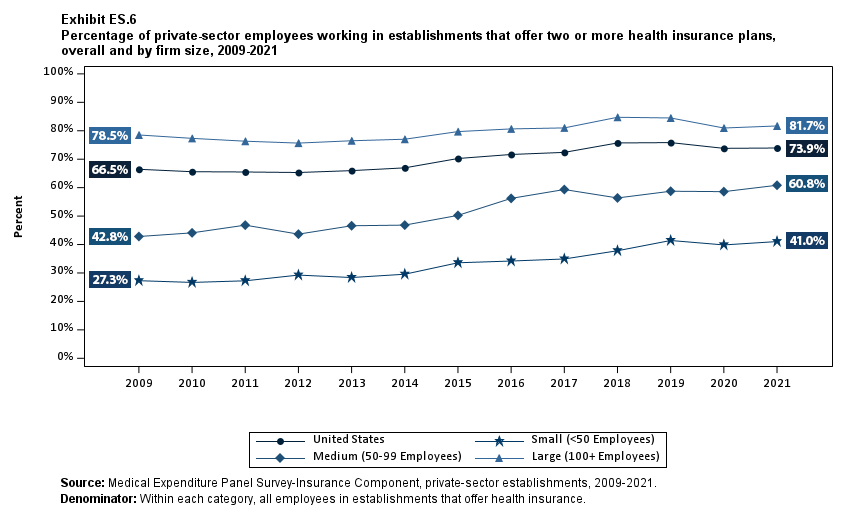 Exhibit ES.6
Percentage of private-sector employees working in establishments that offer two or more health insurance plans,
overall and by firm size, 2009-2021
100%
90%
80%
70%
60%
50%
40%
30%
20%
10%
0%
Percent
78.5%
66.5%
42.8%
27.3%
81.7%
73.9%
60.8%
41.0%
2009 2010 2011 2012 2013 2014 2015 2016 2017 2018 2019 2020 2021
United States Small (<50 Employees)
Medium (50-99 Employees) Large (100+ Employees)
Source: Medical Expenditure Panel Survey-Insurance Component, private-sector establishments, 2009-2021.
Denominator: Within each category, all employees in establishments that offer health insurance.